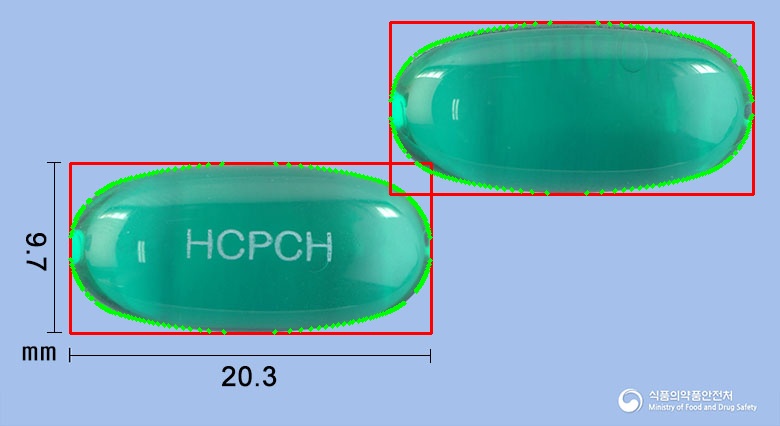 HCPCH
9.7
mm
20.3
식품의약품안전처
Ministry of Food and Drug Safety